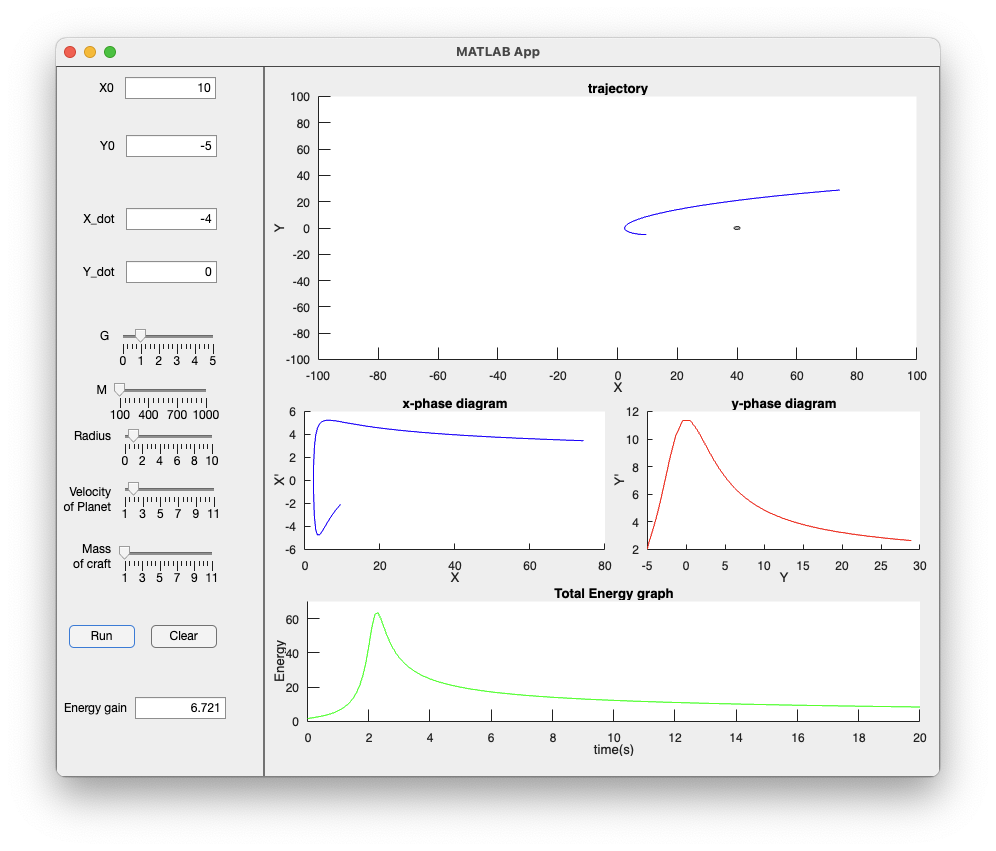 MATLAB App
X0 10
Y0 -5
X_dot -4
Y_dot 0
G
0 1 2 3 4 5
M
100 400 700 1000
Radius
0 2 4 6 8 10
Velocity
of Planet
1 3 5 7 9 11
Mass
of craft
1 3 5 7 9 11
Run Clear
Energy gain 6.721
trajectory
100
80
60
40
20
0
-20
-40
-60
-80
-100
Y
-100 -80 -60 -40 -20 0 20 40 60 80 100
X
x-phase diagram
6
4
2
0
-2
-4
-6
X'
0 20 40 60 80
X
y-phase diagram
12
10
8
6
4
2
Y'
-5 0 5 10 15 20 25 30
Y
Total Energy graph
60
40
20
0
Energy
0 2 4 6 8 10 12 14 16 18 20
time(s)